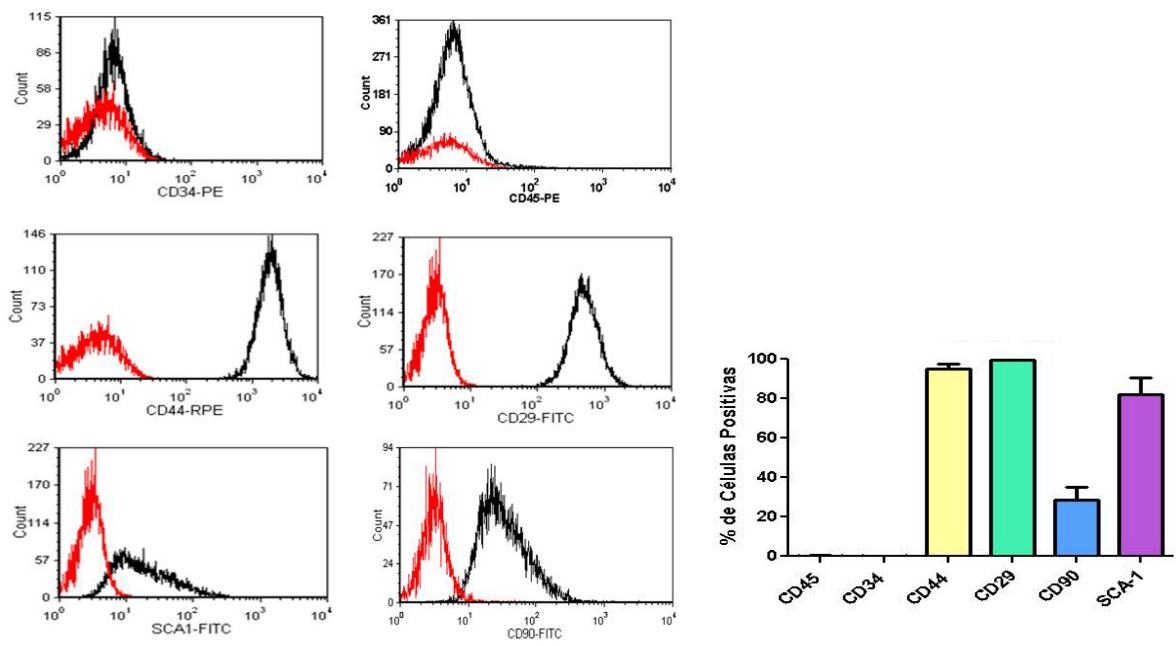 115
86
58
29
0
Count
10⁰ 10¹ 10² 10³ 10⁴
CD34-PE
361
271
181
90
0
Count
10⁰ 10¹ 10² 10³ 10⁴
CD45-PE
146
110
73
37
0
Count
10⁰ 10¹ 10² 10³ 10⁴
CD44-RPE
227
170
114
57
0
Count
10⁰ 10¹ 10² 10³ 10⁴
CD29-FITC
227
170
114
57
0
Count
10⁰ 10¹ 10² 10³ 10⁴
SCA1-FITC
94
71
47
24
0
Count
10⁰ 10¹ 10² 10³ 10⁴
CD90-FITC
% de Células Positivas
100
80
60
40
20
0
CD45 CD34 CD44 CD29 CD90 SCA-1